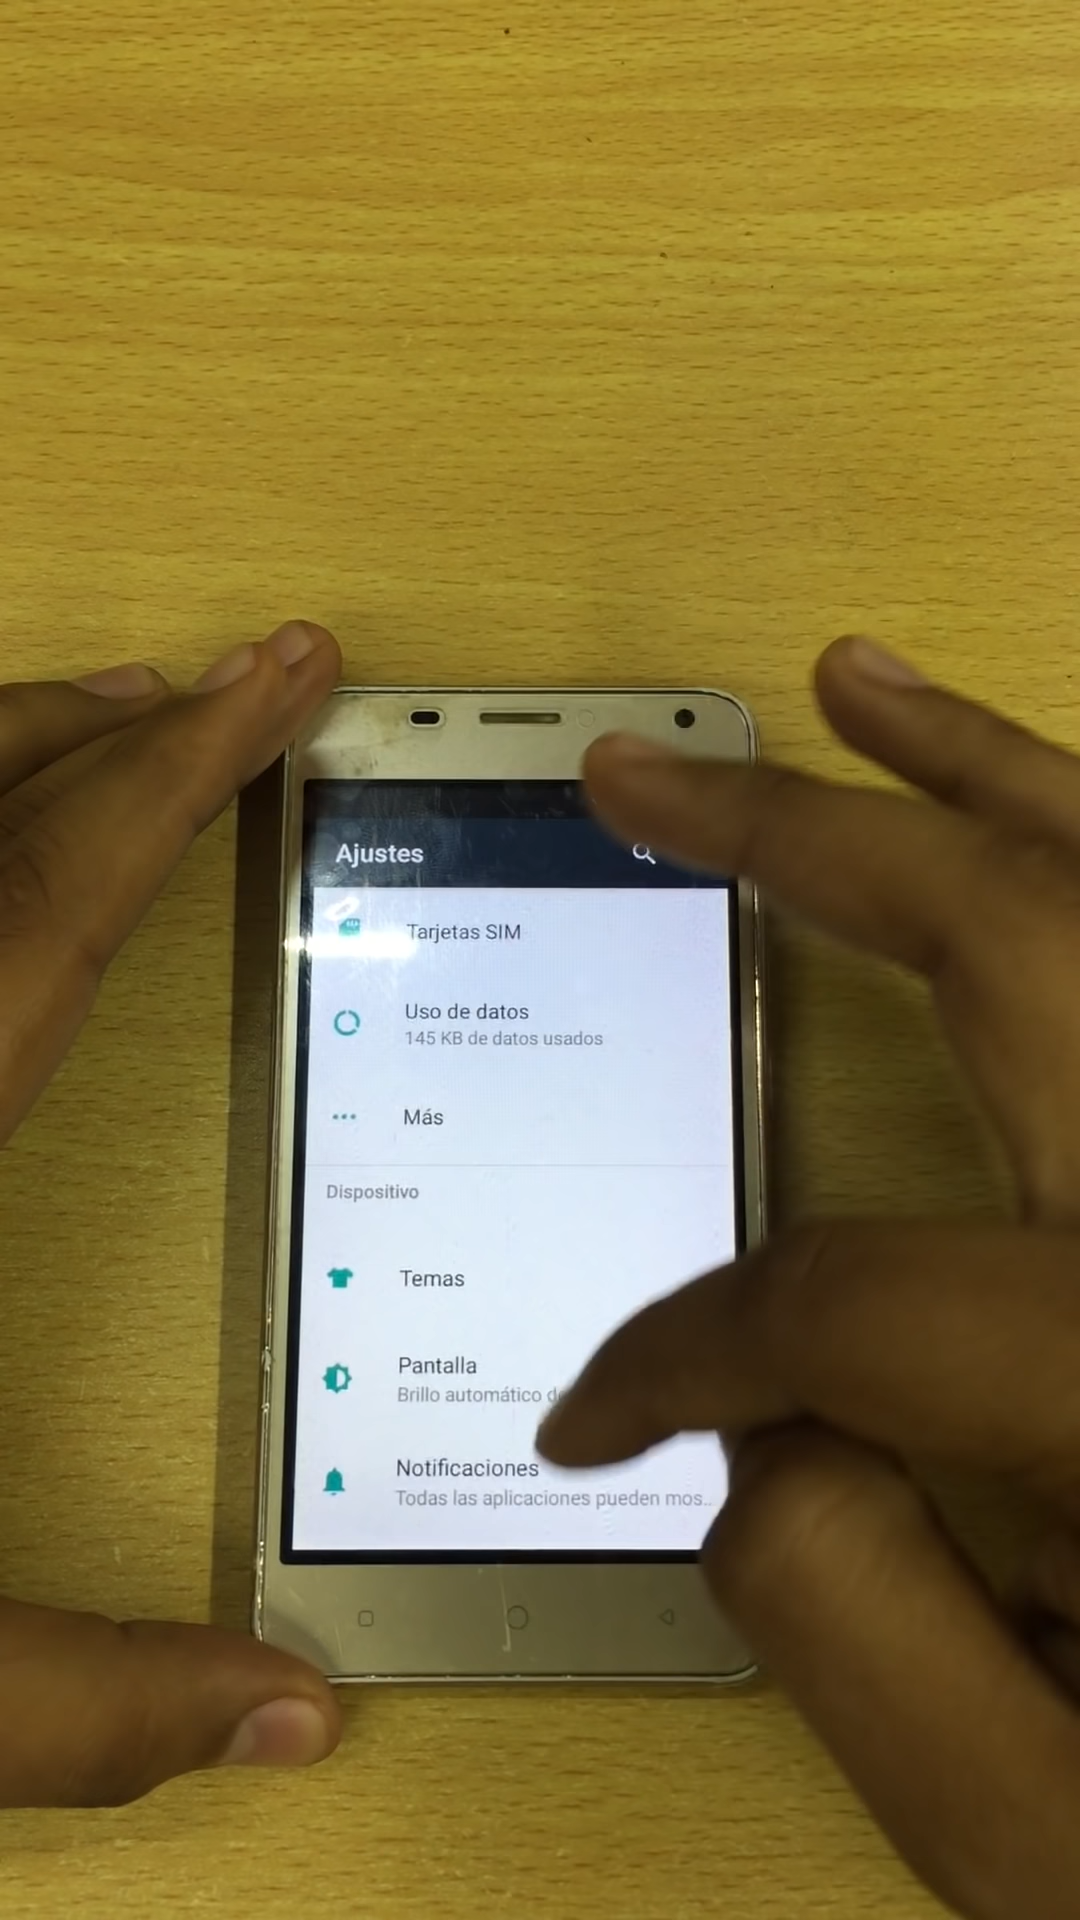 Ajustes
Tarjetas SIM
Uso de datos
145 KB de datos usados
Más
Dispositivo
Temas
Pantalla
Brillo automático
Notificaciones
Todas las aplicaciones pueden mos...